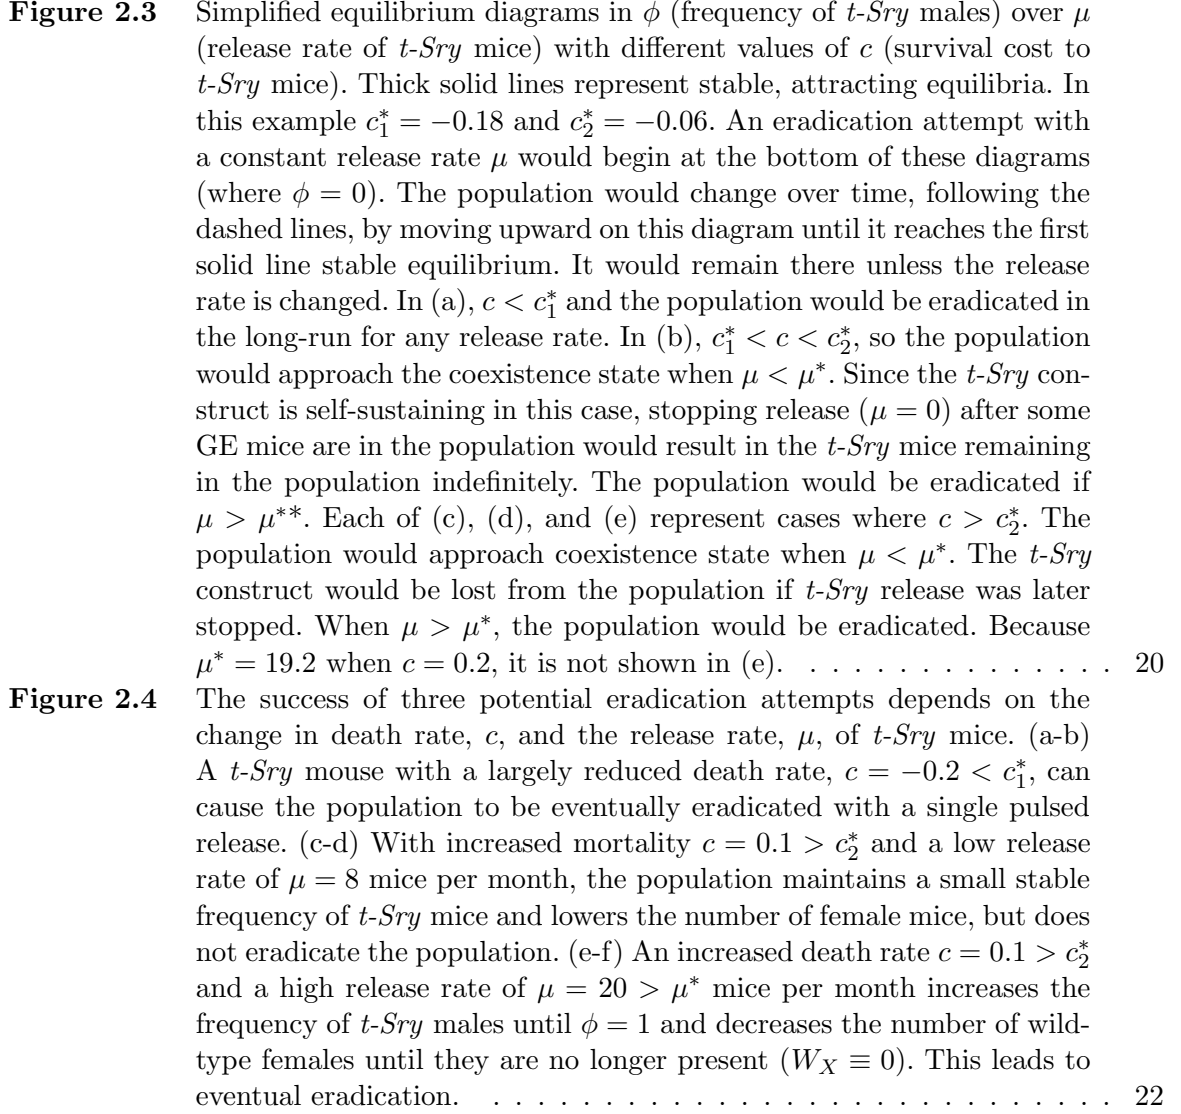 Figure 2.3 Simplified equilibrium diagrams in ϕ (frequency of t-Sry males) over μ
(release rate of t-Sry mice) with different values of c (survival cost to
t-Sry mice). Thick solid lines represent stable, attracting equilibria. In
this example c₁* = −0.18 and c₂* = −0.06. An eradication attempt with
a constant release rate μ would begin at the bottom of these diagrams
(where ϕ = 0). The population would change over time, following the
dashed lines, by moving upward on this diagram until it reaches the first
solid line stable equilibrium. It would remain there unless the release
rate is changed. In (a), c < c₁* and the population would be eradicated in
the long-run for any release rate. In (b), c₁* < c < c₂*, so the population
would approach the coexistence state when μ < μ*. Since the t-Sry con-
struct is self-sustaining in this case, stopping release (μ = 0) after some
GE mice are in the population would result in the t-Sry mice remaining
in the population indefinitely. The population would be eradicated if
μ > μ**. Each of (c), (d), and (e) represent cases where c > c₂*. The
population would approach coexistence state when μ < μ*. The t-Sry
construct would be lost from the population if t-Sry release was later
stopped. When μ > μ*, the population would be eradicated. Because
μ* = 19.2 when c = 0.2, it is not shown in (e). . . . . . . . . . . . . . . 20
Figure 2.4 The success of three potential eradication attempts depends on the
change in death rate, c, and the release rate, μ, of t-Sry mice. (a-b)
A t-Sry mouse with a largely reduced death rate, c = −0.2 < c₁*, can
cause the population to be eventually eradicated with a single pulsed
release. (c-d) With increased mortality c = 0.1 > c₂* and a low release
rate of μ = 8 mice per month, the population maintains a small stable
frequency of t-Sry mice and lowers the number of female mice, but does
not eradicate the population. (e-f) An increased death rate c = 0.1 > c₂*
and a high release rate of μ = 20 > μ* mice per month increases the
frequency of t-Sry males until ϕ = 1 and decreases the number of wild-
type females until they are no longer present (W_X ≡ 0). This leads to
eventual eradication. . . . . . . . . . . . . . . . . . . . . . . . . . . . 22